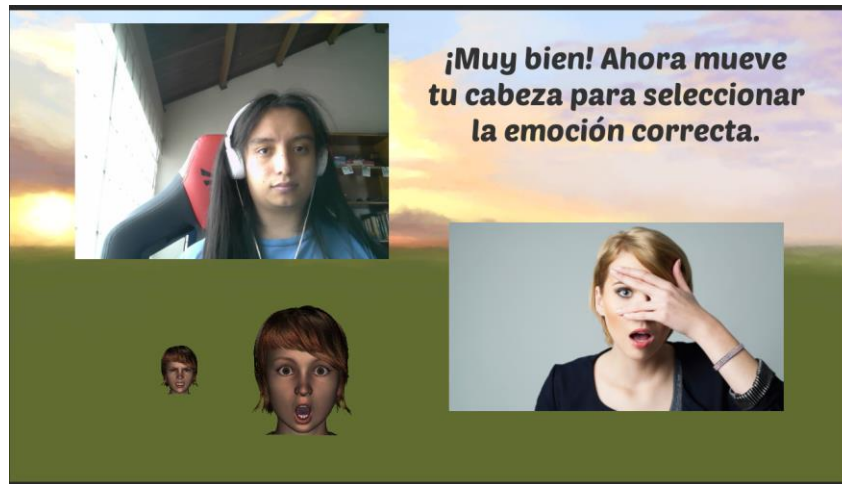 ¡Muy bien! Ahora mueve
tu cabeza para seleccionar
la emoción correcta.